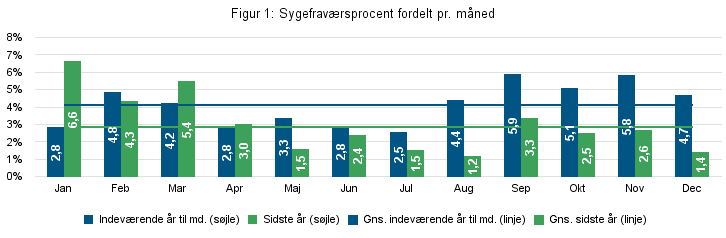 Figur 1: Sygefraværsprocent fordelt pr. måned
8%
7%
6%
5%
4%
3%
2%
1%
0%
2,8 6,6 4,8 4,3 4,2 5,4 2,8 3,0 3,3 1,5 2,8 2,4 2,5 1,5 4,4 1,2 5,9 3,3 5,1 2,5 5,8 2,6 4,7 1,4
Jan Feb Mar Apr Maj Jun Jul Aug Sep Okt Nov Dec
Indeværende år til md. (søjle) Sidste år (søjle) Gns. indeværende år til md. (linje) Gns. sidste år (linje)